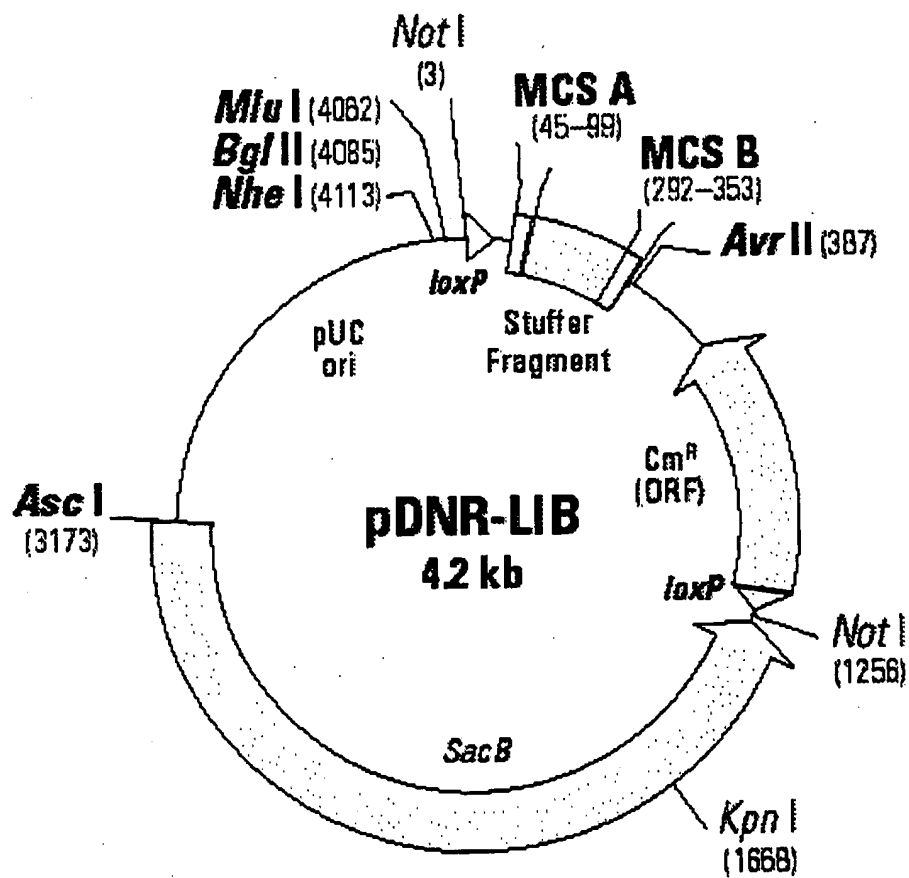 Not I
(3)
Mlu I (4062)
Bgl II (4085)
Nhe I (4113)
MCS A
(45–99)
MCS B
(292–353)
Avr II (387)
loxP
Stuffer
Fragment
pUC
ori
CmR
(ORF)
Asc I
(3173)
pDNR-LIB
4.2 kb
loxP
Not I
(1256)
SacB
Kpn I
(1668)